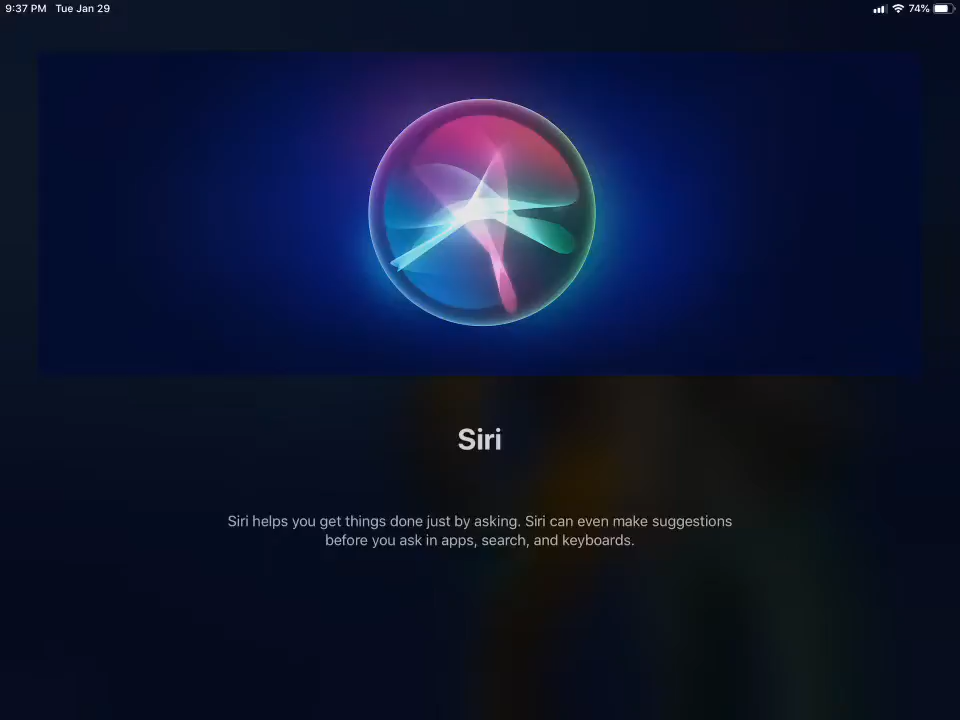 9:37 PM Tue Jan 29 74%
Siri
Siri helps you get things done just by asking. Siri can even make suggestions
before you ask in apps, search, and keyboards.